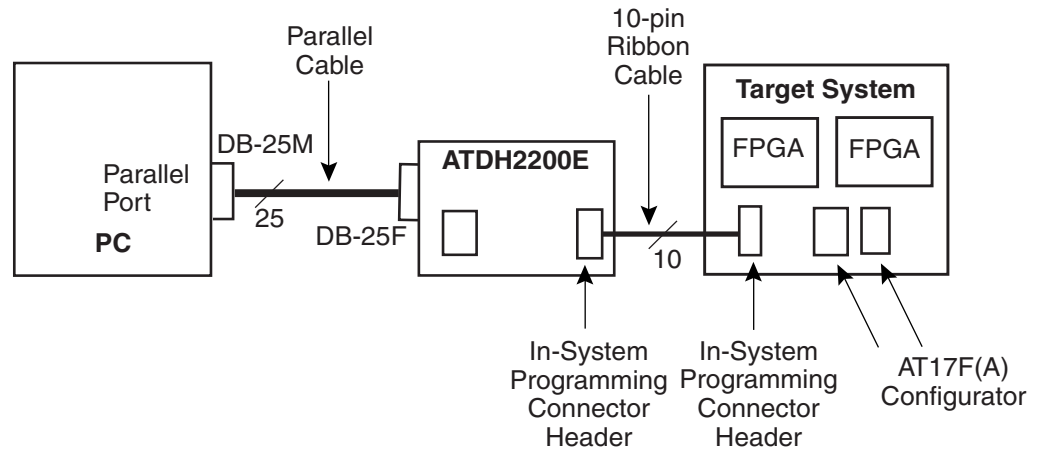 Parallel
Cable
10-pin
Ribbon
Cable
DB-25M
Parallel
Port
PC
25
DB-25F
ATDH2200E
10
Target System
FPGA
FPGA
In-System
Programming
Connector
Header
In-System
Programming
Connector
Header
AT17F(A)
Configurator